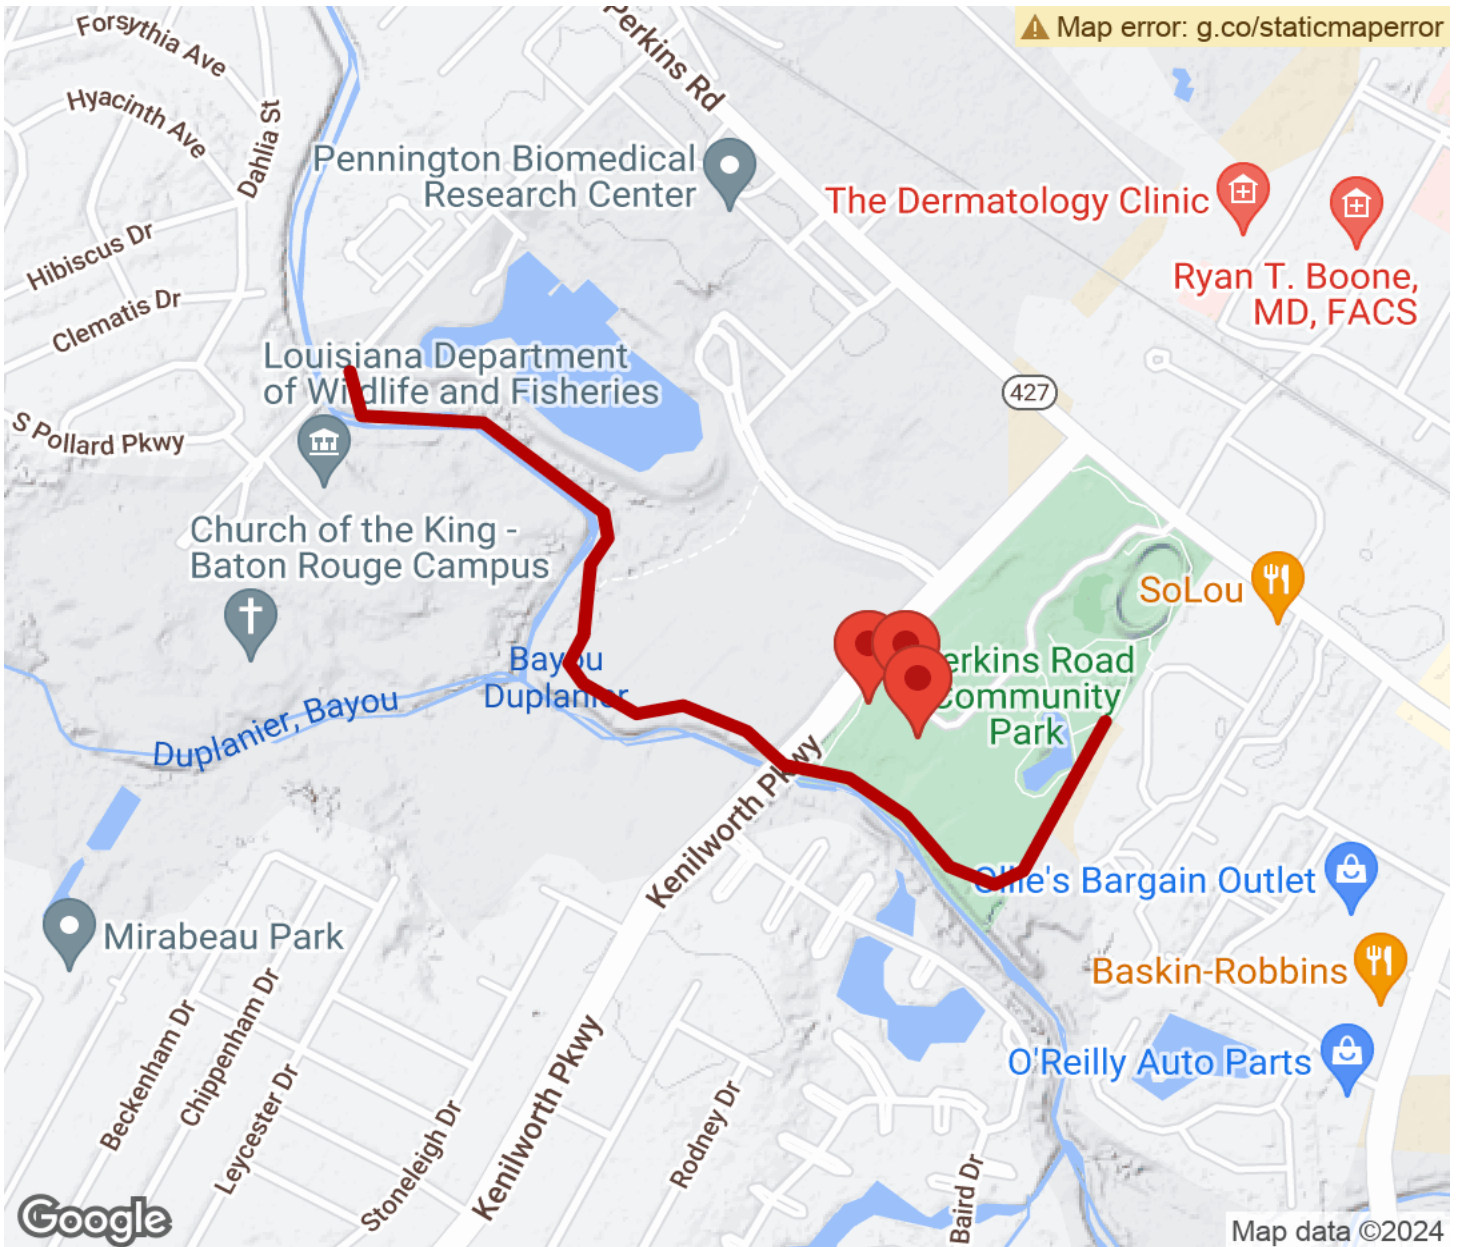 Forsythia Ave
Perkins Rd
Map error: g.co/staticmaperror
Hyacinth Ave
Dahlia St
Pennington Biomedical
Research Center
The Dermatology Clinic
Hibiscus Dr
Ryan T. Boone,
MD, FACS
Clematis Dr
Louisiana Department
of Wildlife and Fisheries
427
S Pollard Pkwy
Church of the King -
Baton Rouge Campus
SoLou
Bayou
Duplanier
erkins Road
Community
Park
Duplanier, Bayou
Kenilworth Pkwy
Ollie's Bargain Outlet
Mirabeau Park
Baskin-Robbins
Beckenham Dr
Chippenham Dr
Leycester Dr
Stoneleigh Dr
Kenilworth Pkwy
Rodney Dr
O'Reilly Auto Parts
Baird Dr
Google
Map data ©2024